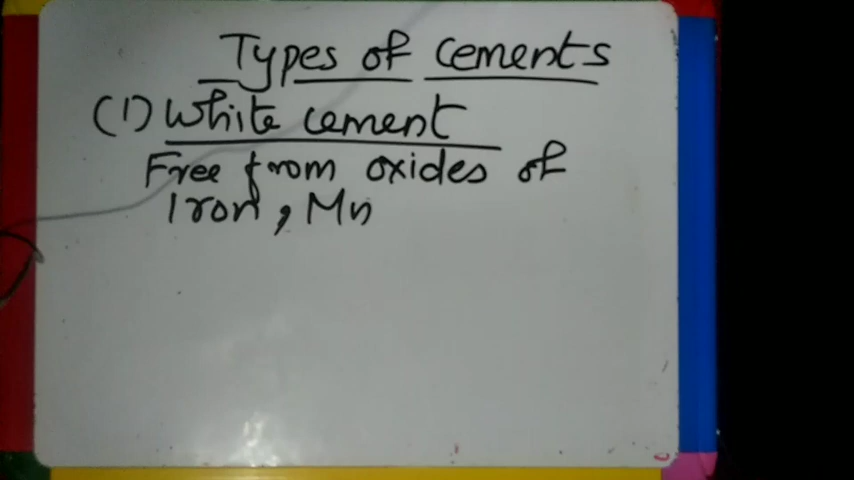 Types of cements
(1) White cement
Free from oxides of
Iron, Mn